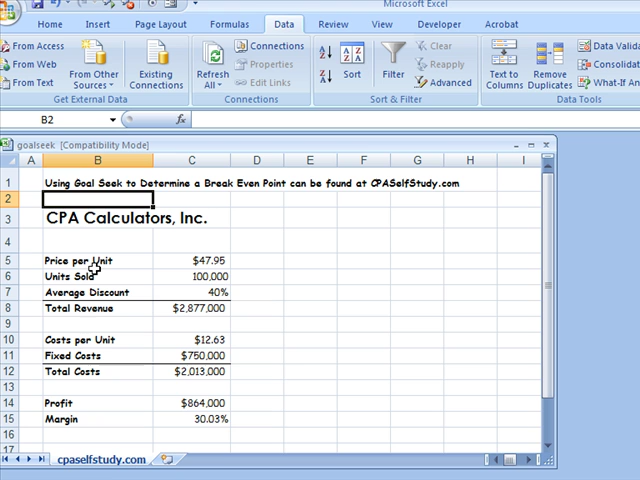 Microsoft Excel
Home Insert Page Layout Formulas Data Review View Developer Acrobat
From Access
From Web
From Text
From Other Sources
Existing Connections
Get External Data
Refresh All
Connections
Properties
Edit Links
Connections
Sort
Filter
Clear
Reapply
Advanced
Sort & Filter
Text to Columns
Remove Duplicates
Data Valida
Consolidat
What-If An
Data Tools
B2 fx
goalseek [Compatibility Mode]
A B C D E F G H I
1 Using Goal Seek to Determine a Break Even Point can be found at CPASelfStudy.com
2
3 CPA Calculators, Inc.
4
5 Price per Unit $47.95
6 Units Sold 100,000
7 Average Discount 40%
8 Total Revenue $2,877,000
9
10 Costs per Unit $12.63
11 Fixed Costs $750,000
12 Total Costs $2,013,000
13
14 Profit $864,000
15 Margin 30.03%
16
17
cpaselfstudy.com